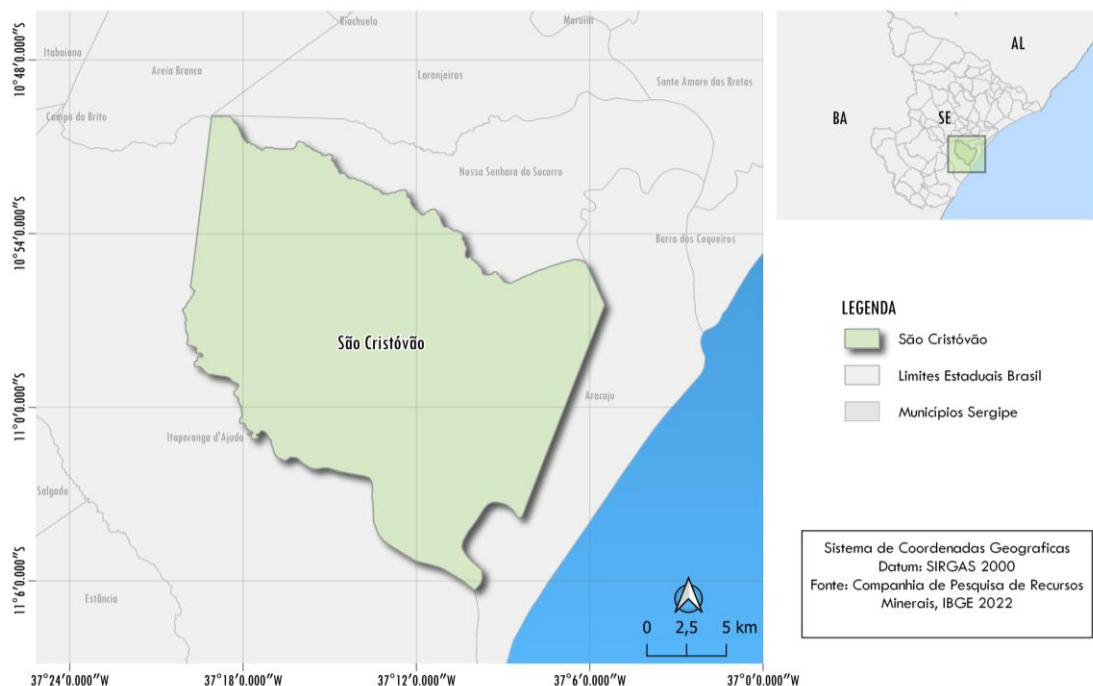 Riachuelo
Maruim
Itabaiana
Areia Branca
Laranjeiras
Santo Amaro das Brotas
Campo do Brito
Nossa Senhora do Socorro
Barra dos Coqueiros
São Cristóvão
Aracaju
Itaporanga d'Ajuda
Salgado
Estância
0 2,5 5 km
10°48'0.000"S
10°54'0.000"S
11°0'0.000"S
11°6'0.000"S
37°24'0.000"W
37°18'0.000"W
37°12'0.000"W
37°6'0.000"W
37°0'0.000"W
AL
BA
SE
LEGENDA
São Cristóvão
Limites Estaduais Brasil
Municípios Sergipe
Sistema de Coordenadas Geograficas
Datum: SIRGAS 2000
Fonte: Companhia de Pesquisa de Recursos
Minerais, IBGE 2022